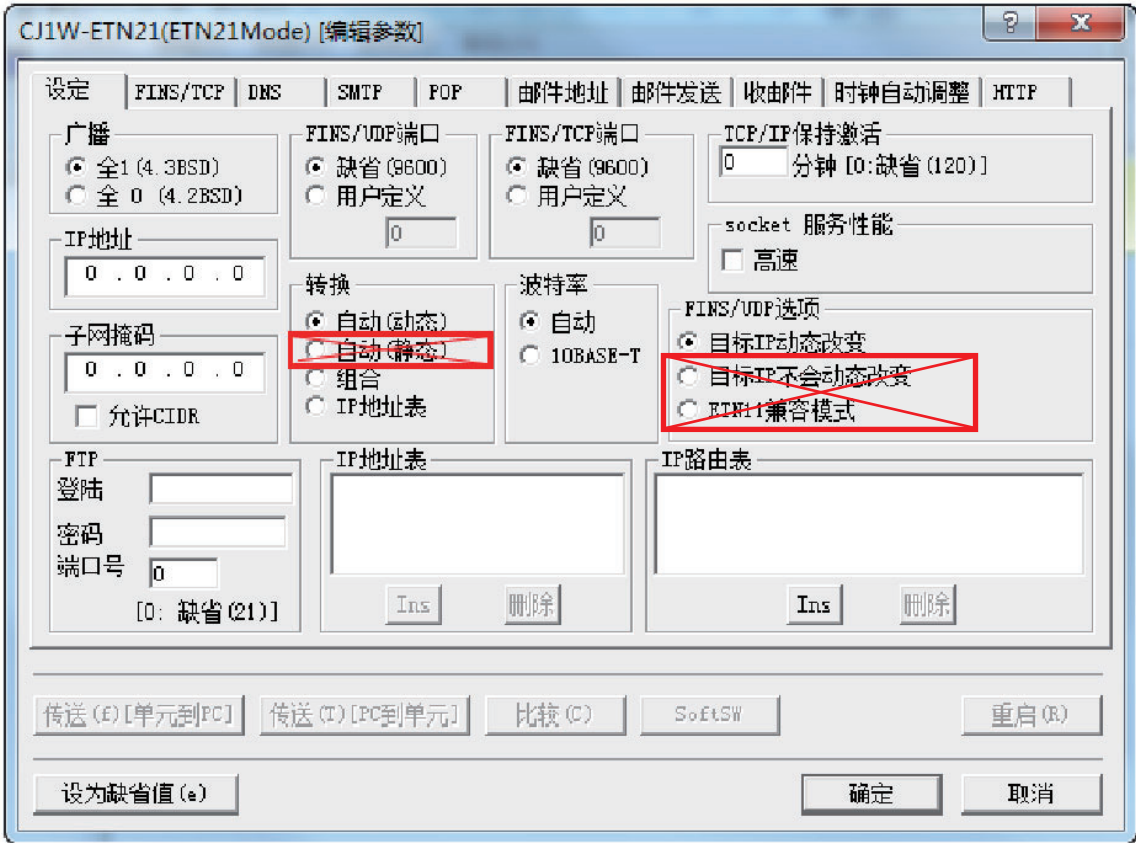 CJ1W-ETN21(ETN21Mode) [编辑参数]
设定 FINS/TCP DNS SMTP POP 邮件地址 邮件发送 收邮件 时钟自动调整 HTTP
广播
全1(4.3BSD)
全 0 (4.2BSD)
IP地址
0 . 0 . 0 . 0
子网掩码
0 . 0 . 0 . 0
允许CIDR
FINS/UDP端口
缺省(9600)
用户定义
0
FINS/TCP端口
缺省(9600)
用户定义
0
TCP/IP保持激活
0 分钟 [0:缺省(120)]
socket 服务性能
高速
转换
自动(动态)
自动(静态)
组合
IP地址表
波特率
自动
10BASE-T
FINS/UDP选项
目标IP动态改变
目标IP不会动态改变
ETN11兼容模式
FTP
登陆
密码
端口号 0
[0: 缺省(21)]
IP地址表
Ins 删除
IP路由表
Ins 删除
传送(f)[单元到PC] 传送(T)[PC到单元] 比较(C) SoftSW 重启(R)
设为缺省值(e) 确定 取消